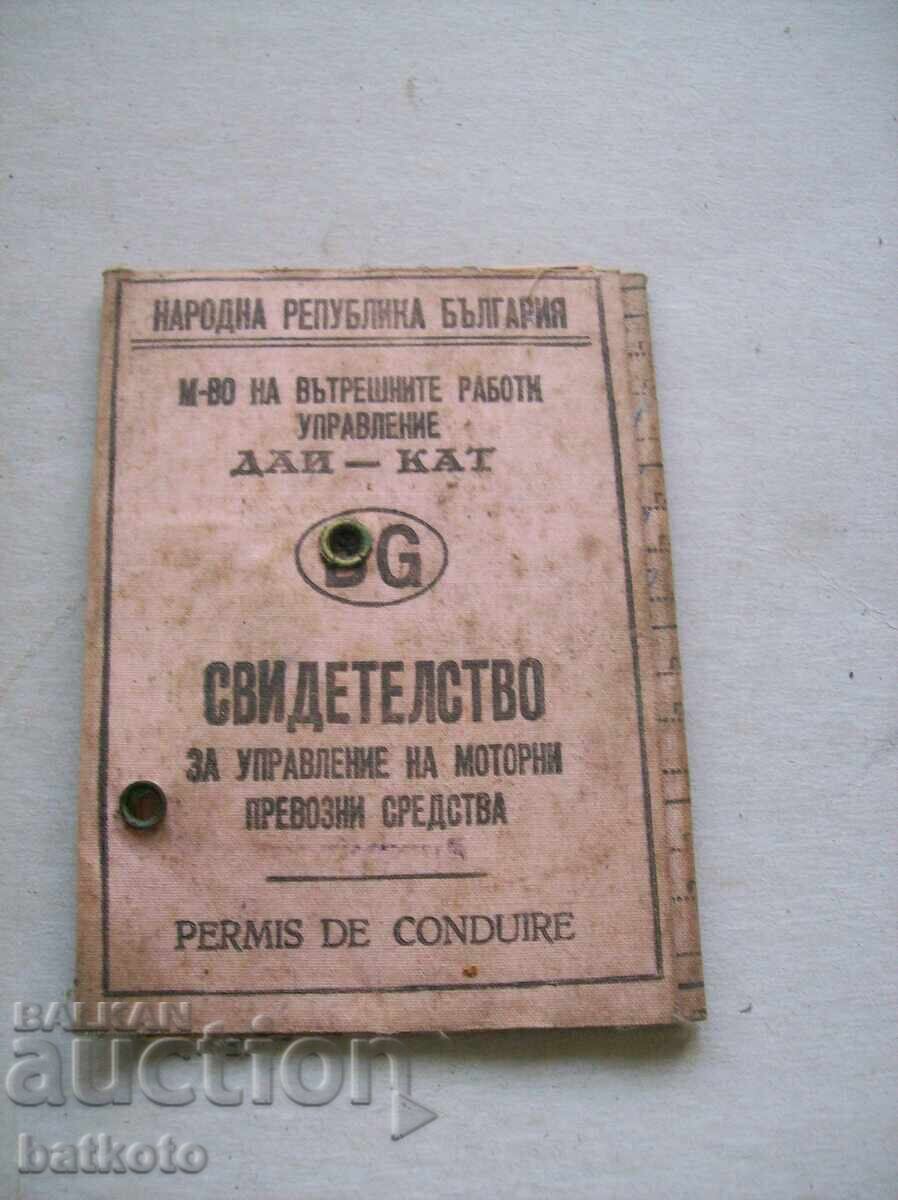 НАРОДНА РЕПУБЛИКА БЪЛГАРИЯ
М-ВО НА ВЪТРЕШНИТЕ РАБОТИ
УПРАВЛЕНИЕ
ДАИ — КАТ
BG
СВИДЕТЕЛСТВО
ЗА УПРАВЛЕНИЕ НА МОТОРНИ
ПРЕВОЗНИ СРЕДСТВА
PERMIS DE CONDUIRE
BALKAN
auction
batkoto